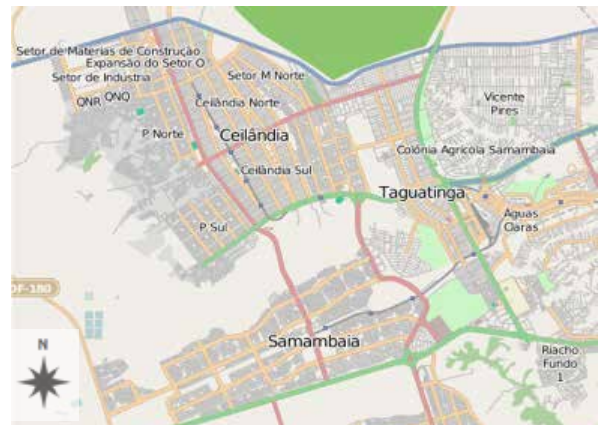 Setor de Materias de Construção
Expansão do Setor O
Setor de Industria
Setor M Norte
QNR
QNQ
Ceilândia Norte
Vicente
Pires
P Norte
Ceilândia
Colônia Agrícola Samambaia
Ceilândia Sul
Taguatinga
Aguas
Claras
P Sul
DF-180
N
Samambaia
Riacho
Fundo
1